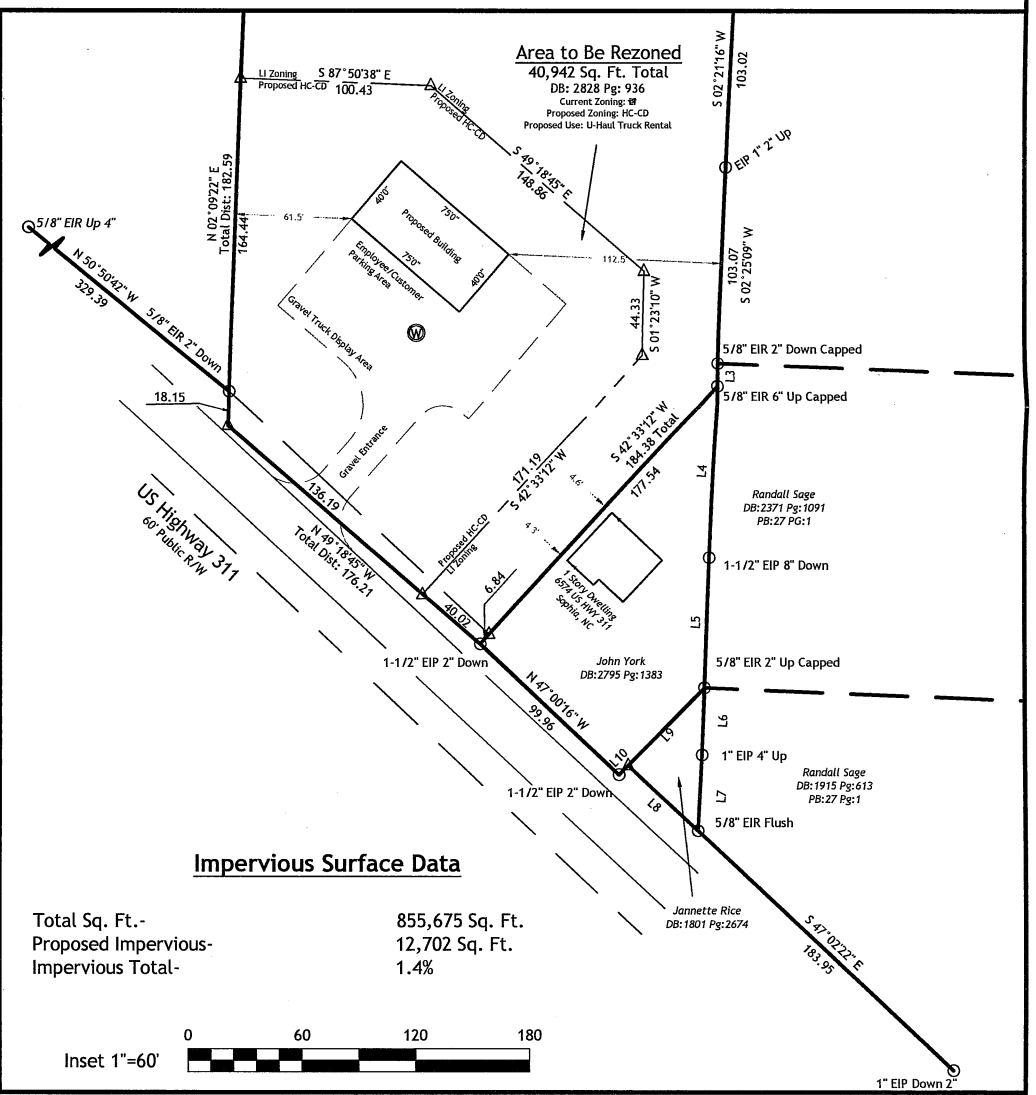 Area to Be Rezoned
40,942 Sq. Ft. Total
DB: 2828 Pg: 936
Current Zoning:
Proposed Zoning: HC-CD
Proposed Use: U-Haul Truck Rental
LI Zoning
Proposed HC-CD
S 87°50'38" E
100.43
LI Zoning
Proposed HC-CD
S 49°18'45" E
148.86
S 02°21'16" W
103.02
EIP 1" 2" Up
N 02°09'22" E
Total Dist: 182.59
164.44'
61.5'
40'0"
75'0"
Proposed Building
75'0"
40'0"
Employee/Customer
Parking Area
112.5'
103.07
S 02°25'09" W
5/8" EIR Up 4"
N 50°50'42" W
329.39
5/8" EIR 2" Down
Gravel Truck Display Area
W
44.33
S 01°23'10" W
5/8" EIR 2" Down Capped
L3
5/8" EIR 6" Up Capped
18.15
Gravel Entrance
136.19
N 49°18'45" W
Total Dist: 176.21
171.19
S 42°33'12" W
S 42°33'12" W
184.38 Total
177.54
4.6'
4.3'
L4
Randall Sage
DB:2371 Pg:1091
PB:27 PG:1
US Highway 311
60' Public R/W
Proposed HC-CD
LI Zoning
6.84
40.02
1 Story Dwelling
6574 US HWY 311
Sophia, NC
1-1/2" EIP 8" Down
L5
1-1/2" EIP 2" Down
John York
DB:2795 Pg:1383
5/8" EIR 2" Up Capped
N 47°00'16" W
99.96
L6
L9
L10
1" EIP 4" Up
Randall Sage
DB:1915 Pg:613
PB:27 Pg:1
1-1/2" EIP 2" Down
L8
L7
5/8" EIR Flush
Jannette Rice
DB:1801 Pg:2674
S 47°02'22" E
183.95
1" EIP Down 2"
Impervious Surface Data
Total Sq. Ft.- 855,675 Sq. Ft.
Proposed Impervious- 12,702 Sq. Ft.
Impervious Total- 1.4%
0 60 120 180
Inset 1"=60'